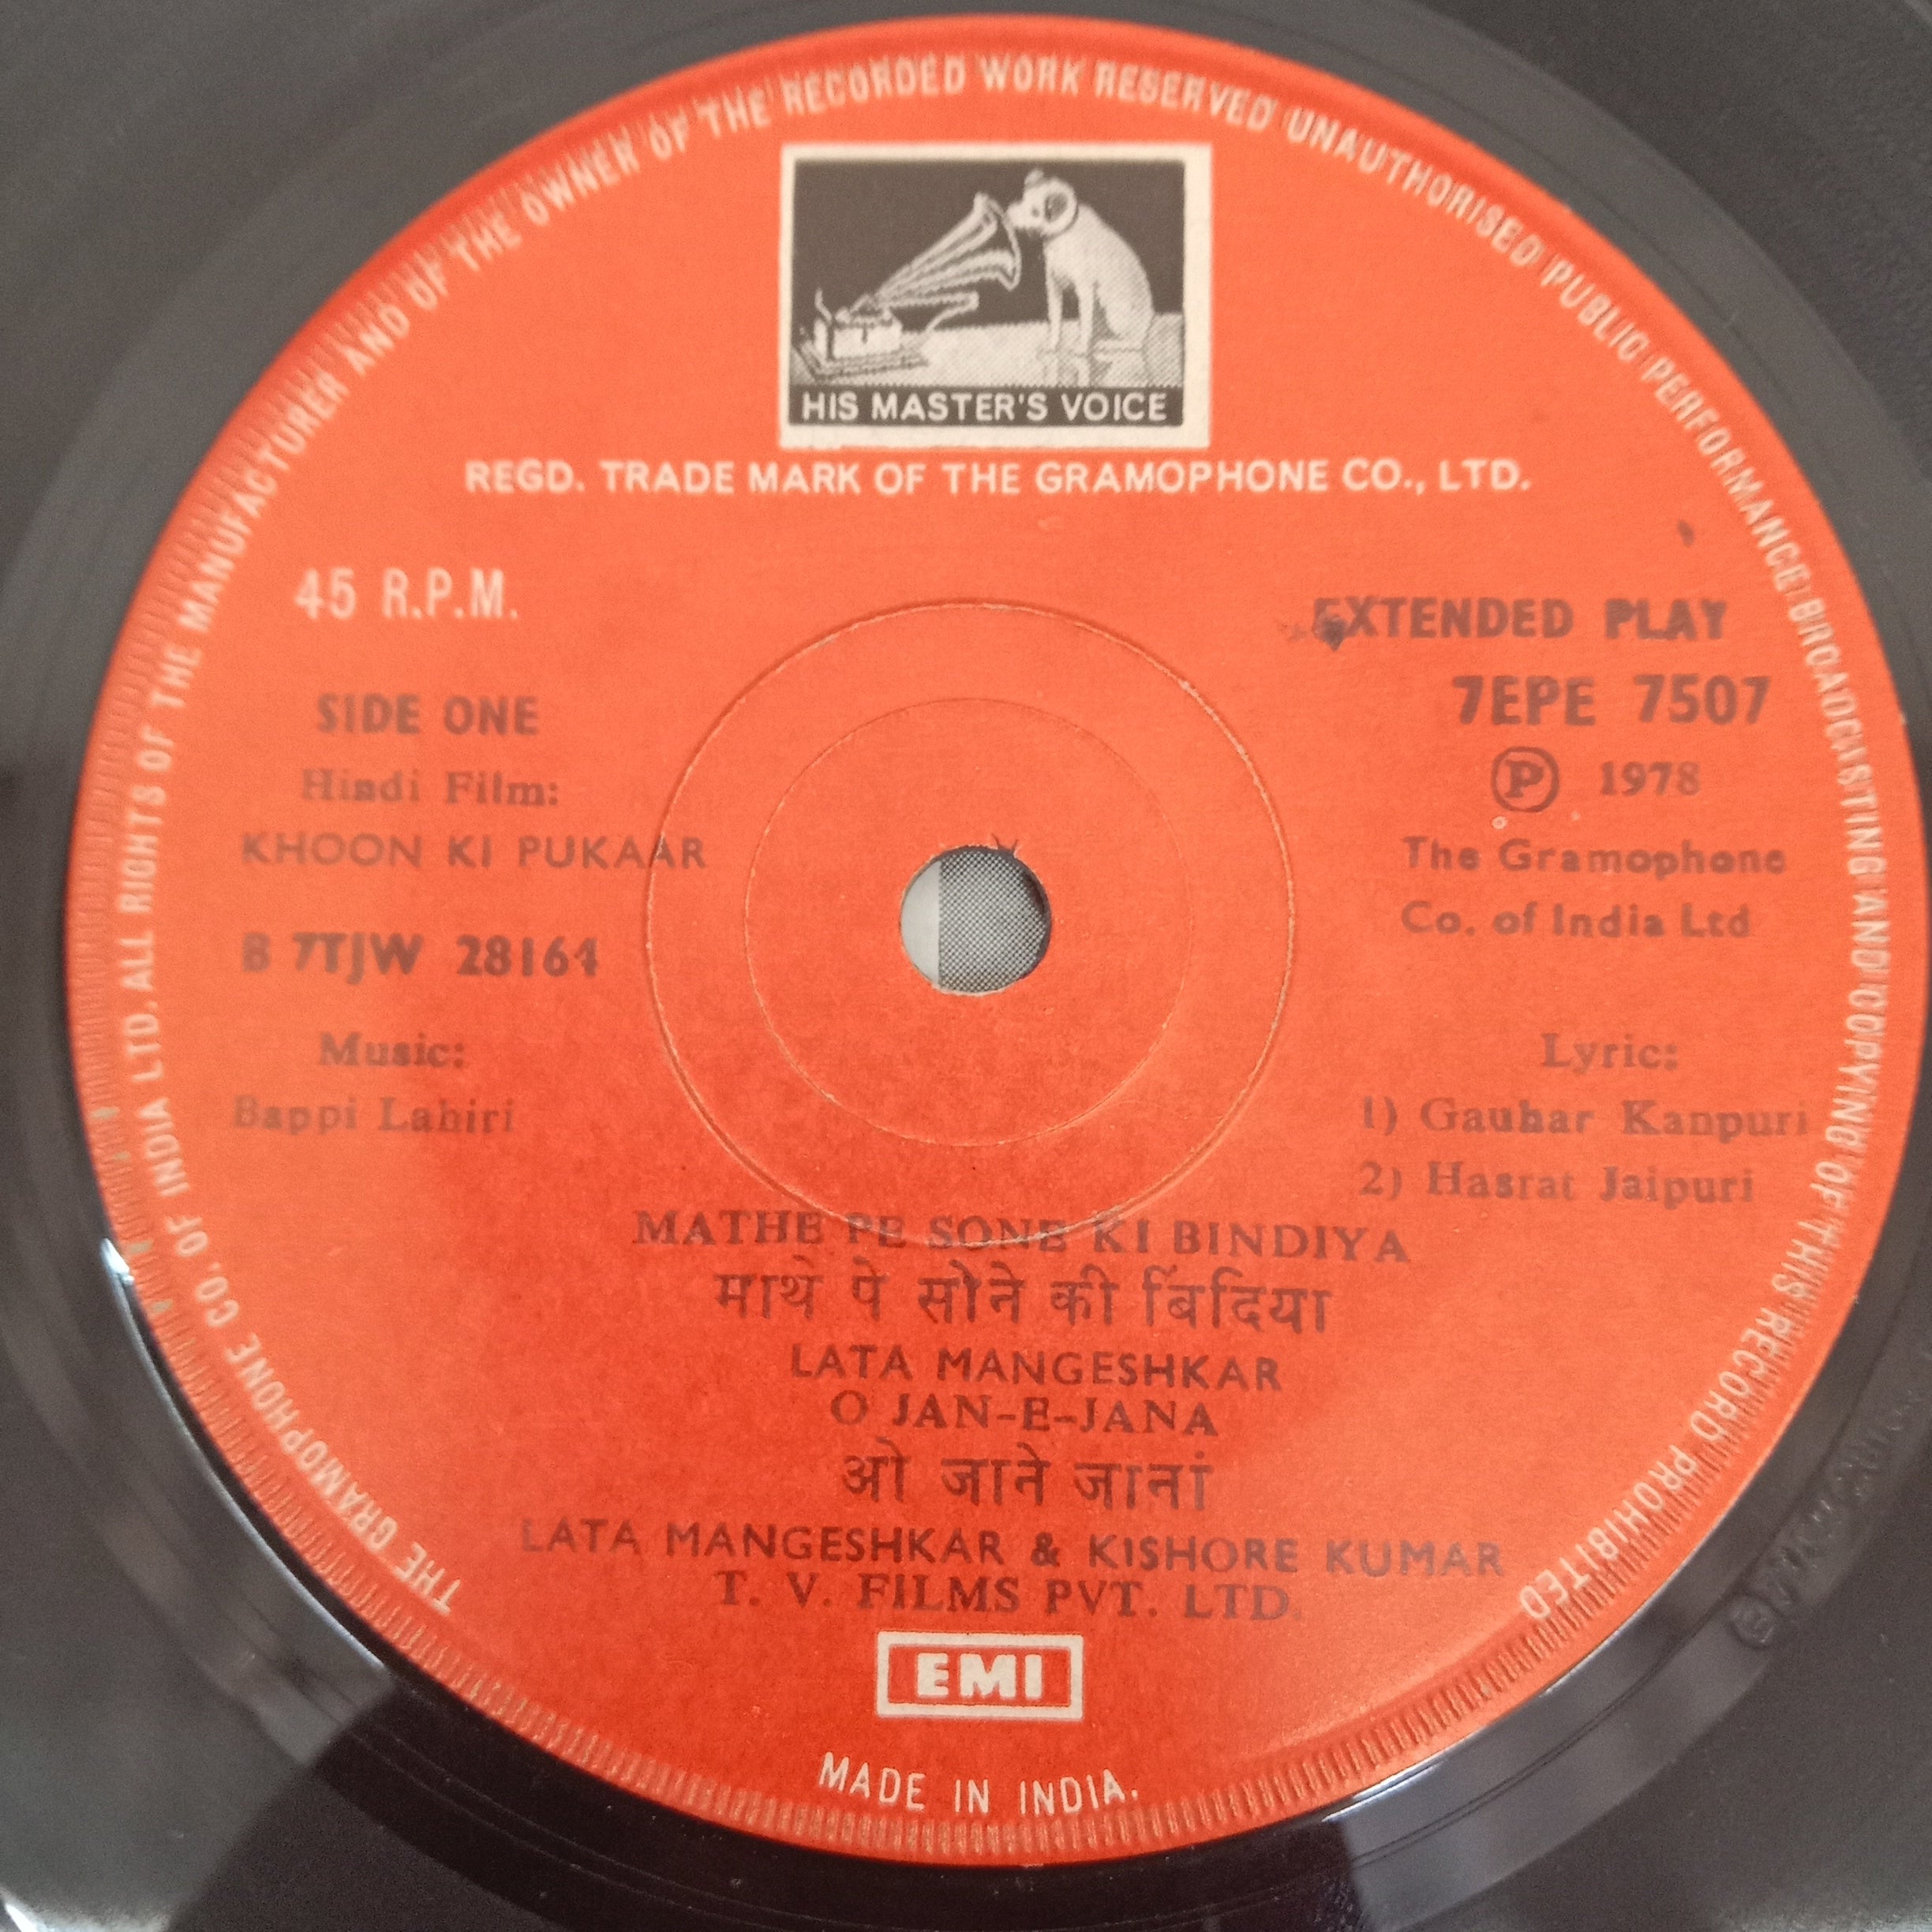 THE GRAMOPHONE CO. OF INDIA LTD. ALL RIGHTS OF THE MANUFACTURER AND OF THE OWNER OF THE RECORDED WORK RESERVED UNAUTHORISED PUBLIC PERFORMANCE BROADCASTING AND COPYING OF THIS RECORD PROHIBITED
HIS MASTER'S VOICE
REGD. TRADE MARK OF THE GRAMOPHONE CO., LTD.
45 R.P.M.
SIDE ONE
Hindi Film:
KHOON KI PUKAAR
B 7TJW 28164
Music:
Bappi Lahiri
EXTENDED PLAY
7EPE 7507
Ⓟ 1978
The Gramophone
Co. of India Ltd
Lyric:
1) Gauhar Kanpuri
2) Hasrat Jaipuri
MATHE PE SONE KI BINDIYA
माथे पे सोने की बिंदिया
LATA MANGESHKAR
O JAN-E-JANA
ओ जाने जानां
LATA MANGESHKAR & KISHORE KUMAR
T. V. FILMS PVT. LTD.
EMI
MADE IN INDIA.